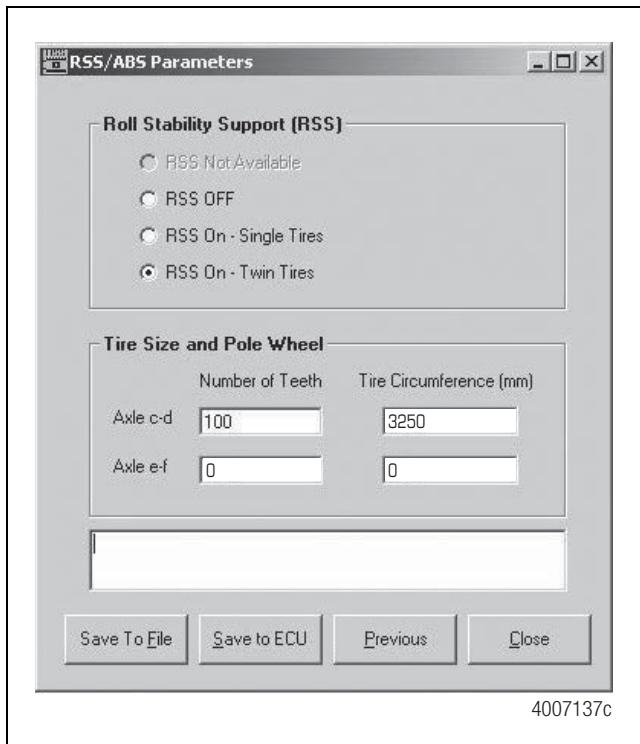 RSS/ABS Parameters
Roll Stability Support (RSS)
RSS Not Available
RSS OFF
RSS On - Single Tires
RSS On - Twin Tires
Tire Size and Pole Wheel
Number of Teeth Tire Circumference (mm)
Axle c-d 100 3250
Axle e-f 0 0
Save To File Save to ECU Previous Close
4007137c